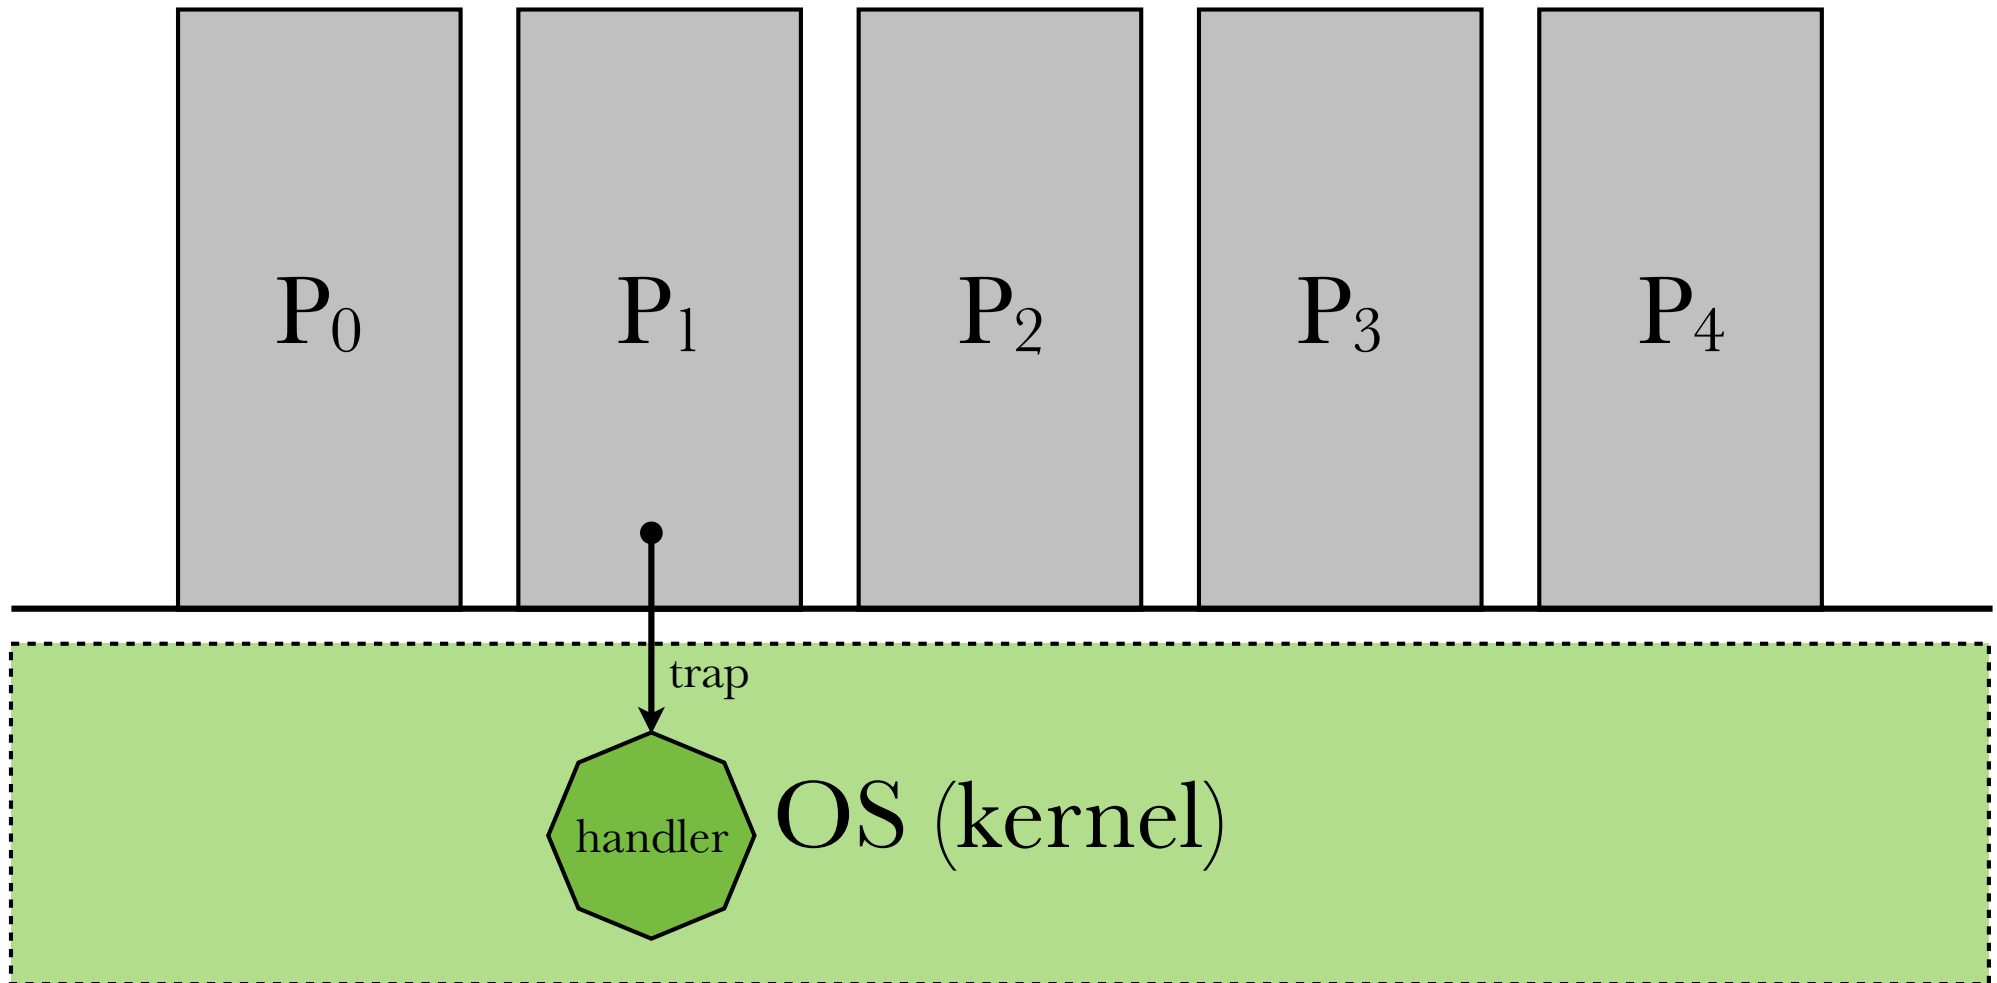 P₀ P₁ P₂ P₃ P₄
trap
handler OS (kernel)